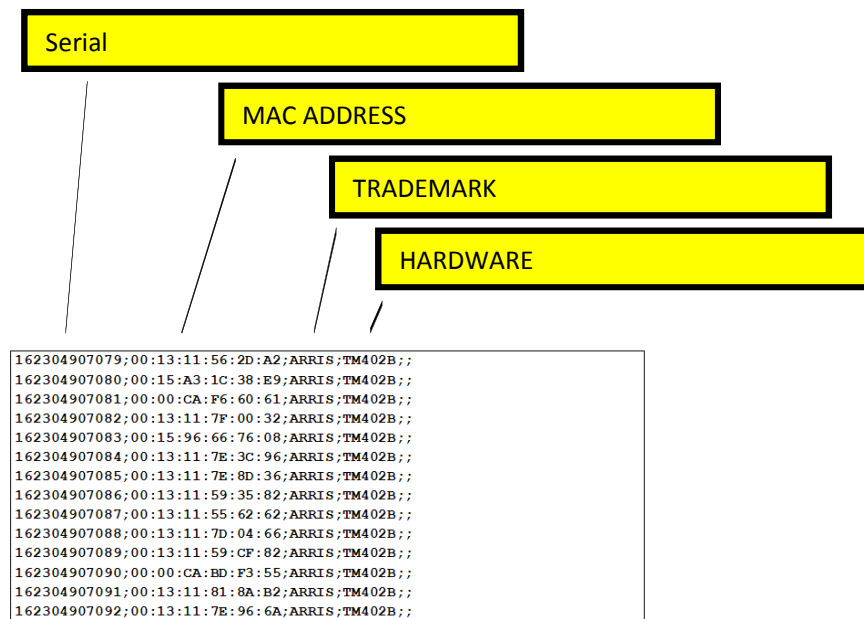 Serial
MAC ADDRESS
TRADEMARK
HARDWARE
162304907079;00:13:11:56:2D:A2;ARRIS;TM402B;;
162304907080;00:15:A3:1C:38:E9;ARRIS;TM402B;;
162304907081;00:00:CA:F6:60:61;ARRIS;TM402B;;
162304907082;00:13:11:7F:00:32;ARRIS;TM402B;;
162304907083;00:15:96:66:76:08;ARRIS;TM402B;;
162304907084;00:13:11:7E:3C:96;ARRIS;TM402B;;
162304907085;00:13:11:7E:8D:36;ARRIS;TM402B;;
162304907086;00:13:11:59:35:82;ARRIS;TM402B;;
162304907087;00:13:11:55:62:62;ARRIS;TM402B;;
162304907088;00:13:11:7D:04:66;ARRIS;TM402B;;
162304907089;00:13:11:59:CF:82;ARRIS;TM402B;;
162304907090;00:00:CA:BD:F3:55;ARRIS;TM402B;;
162304907091;00:13:11:81:8A:B2;ARRIS;TM402B;;
162304907092;00:13:11:7E:96:6A;ARRIS;TM402B;;